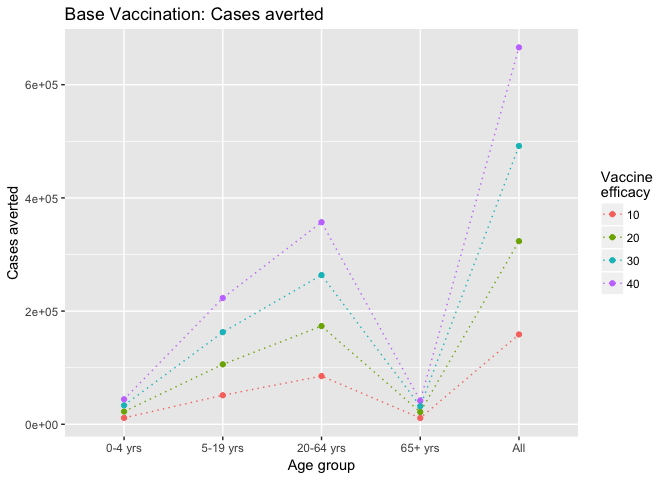 Base Vaccination: Cases averted
Cases averted
6e+05
4e+05
2e+05
0e+00
0-4 yrs
5-19 yrs
20-64 yrs
65+ yrs
All
Age group
Vaccine
efficacy
10
20
30
40